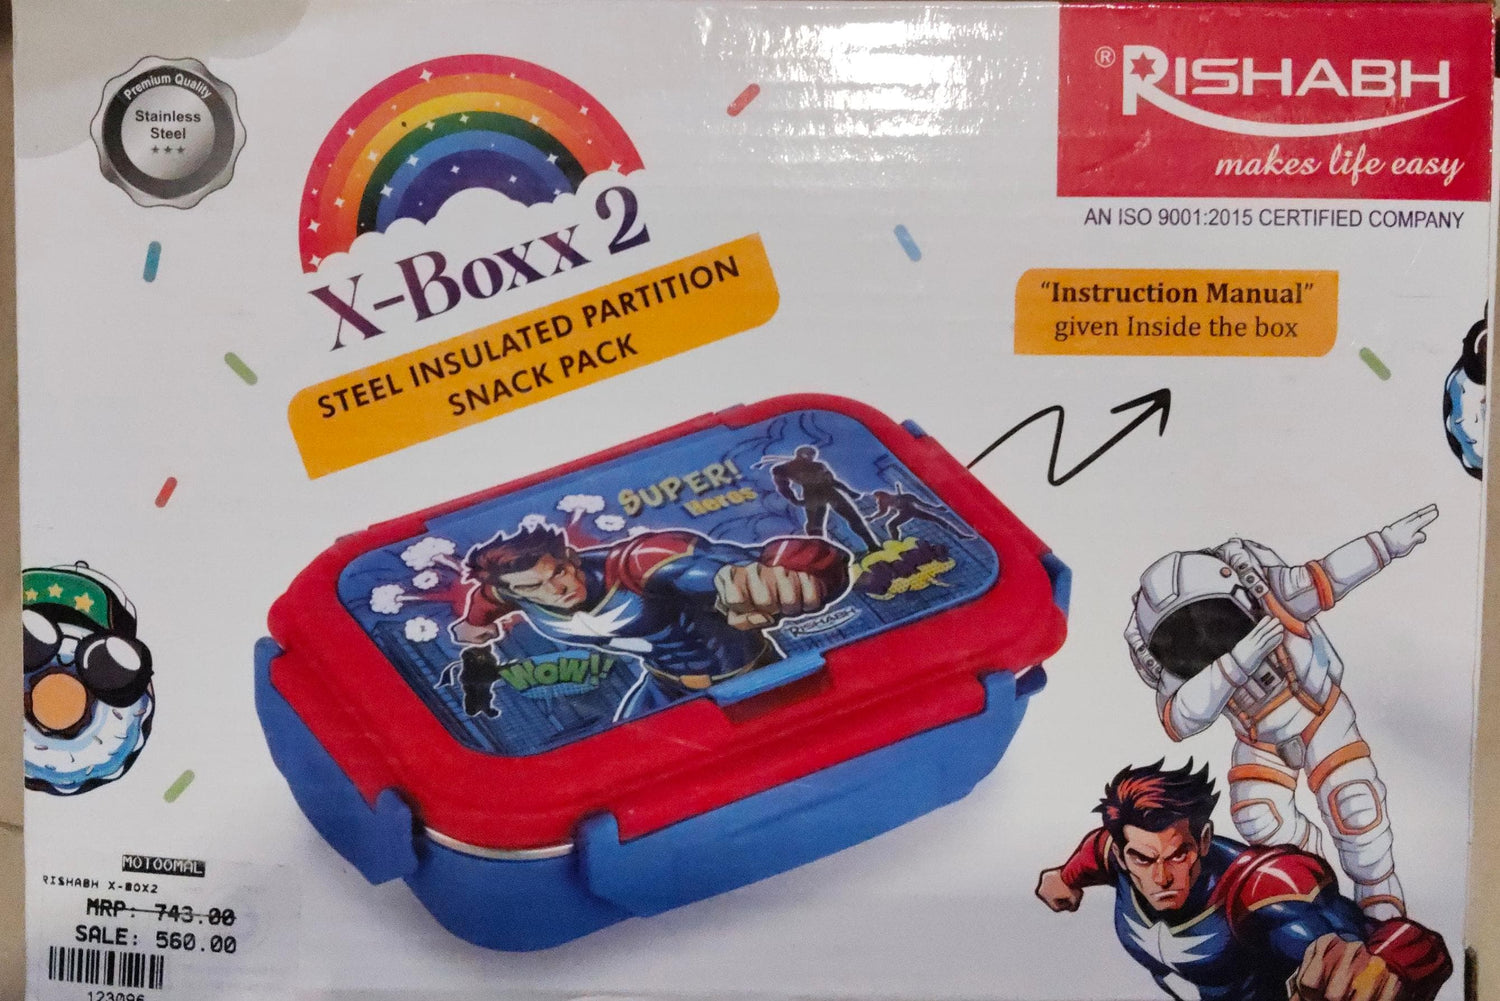 Premium Quality
Stainless
Steel
X-Boxx 2
STEEL INSULATED PARTITION
SNACK PACK
® RISHABH
makes life easy
AN ISO 9001:2015 CERTIFIED COMPANY
"Instruction Manual"
given Inside the box
SUPER!
Heroes
WOW!!
RISHABH
MOTOOMAL
RISHABH X-BOX2
MRP: 743.00
SALE: 560.00
123096